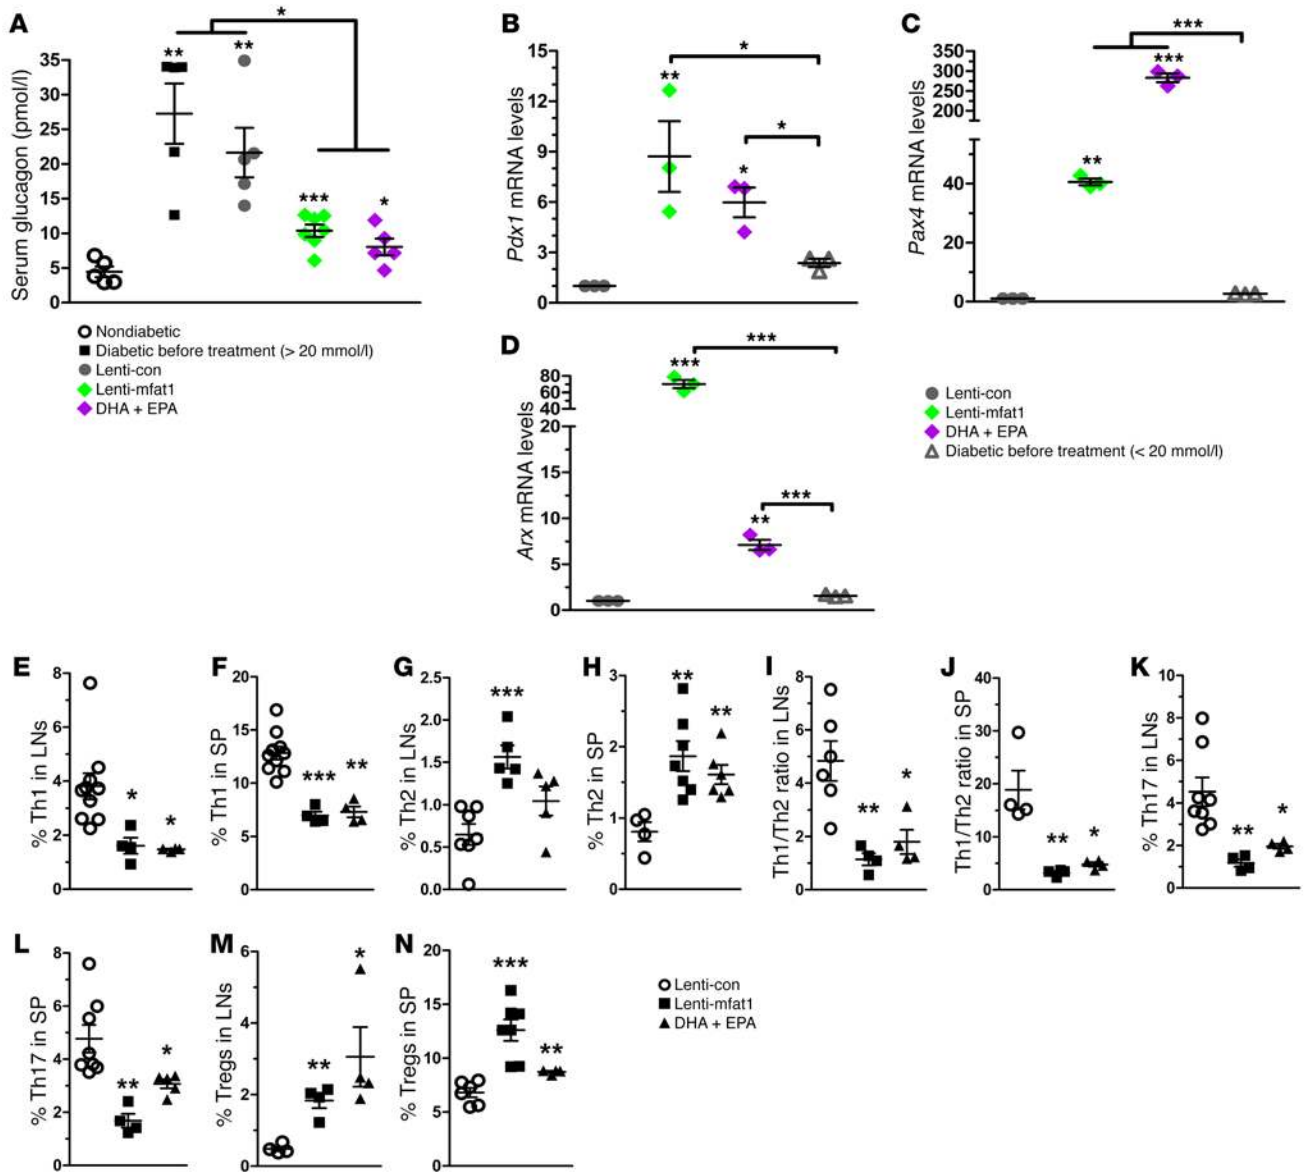 A
Serum glucagon (pmol/l)
35
30
25
20
15
10
5
0
*
**
**
***
*
Nondiabetic
Diabetic before treatment (> 20 mmol/l)
Lenti-con
Lenti-mfat1
DHA + EPA
B
Pdx1 mRNA levels
15
12
9
6
3
0
*
**
*
*
C
Pax4 mRNA levels
350
300
250
200
40
20
0
***
***
**
D
Arx mRNA levels
80
60
40
20
15
10
5
0
***
***
***
**
Lenti-con
Lenti-mfat1
DHA + EPA
Diabetic before treatment (< 20 mmol/l)
E
% Th1 in LNs
8
6
4
2
0
*
*
F
% Th1 in SP
20
15
10
5
0
***
**
G
% Th2 in LNs
2.5
2.0
1.5
1.0
0.5
0.0
***
H
% Th2 in SP
3
2
1
0
**
**
I
Th1/Th2 ratio in LNs
8
6
4
2
0
**
*
J
Th1/Th2 ratio in SP
40
30
20
10
0
**
*
K
% Th17 in LNs
10
8
6
4
2
0
**
*
L
% Th17 in SP
8
6
4
2
0
**
*
M
% Tregs in LNs
6
4
2
0
**
*
N
% Tregs in SP
20
15
10
5
0
***
**
Lenti-con
Lenti-mfat1
DHA + EPA